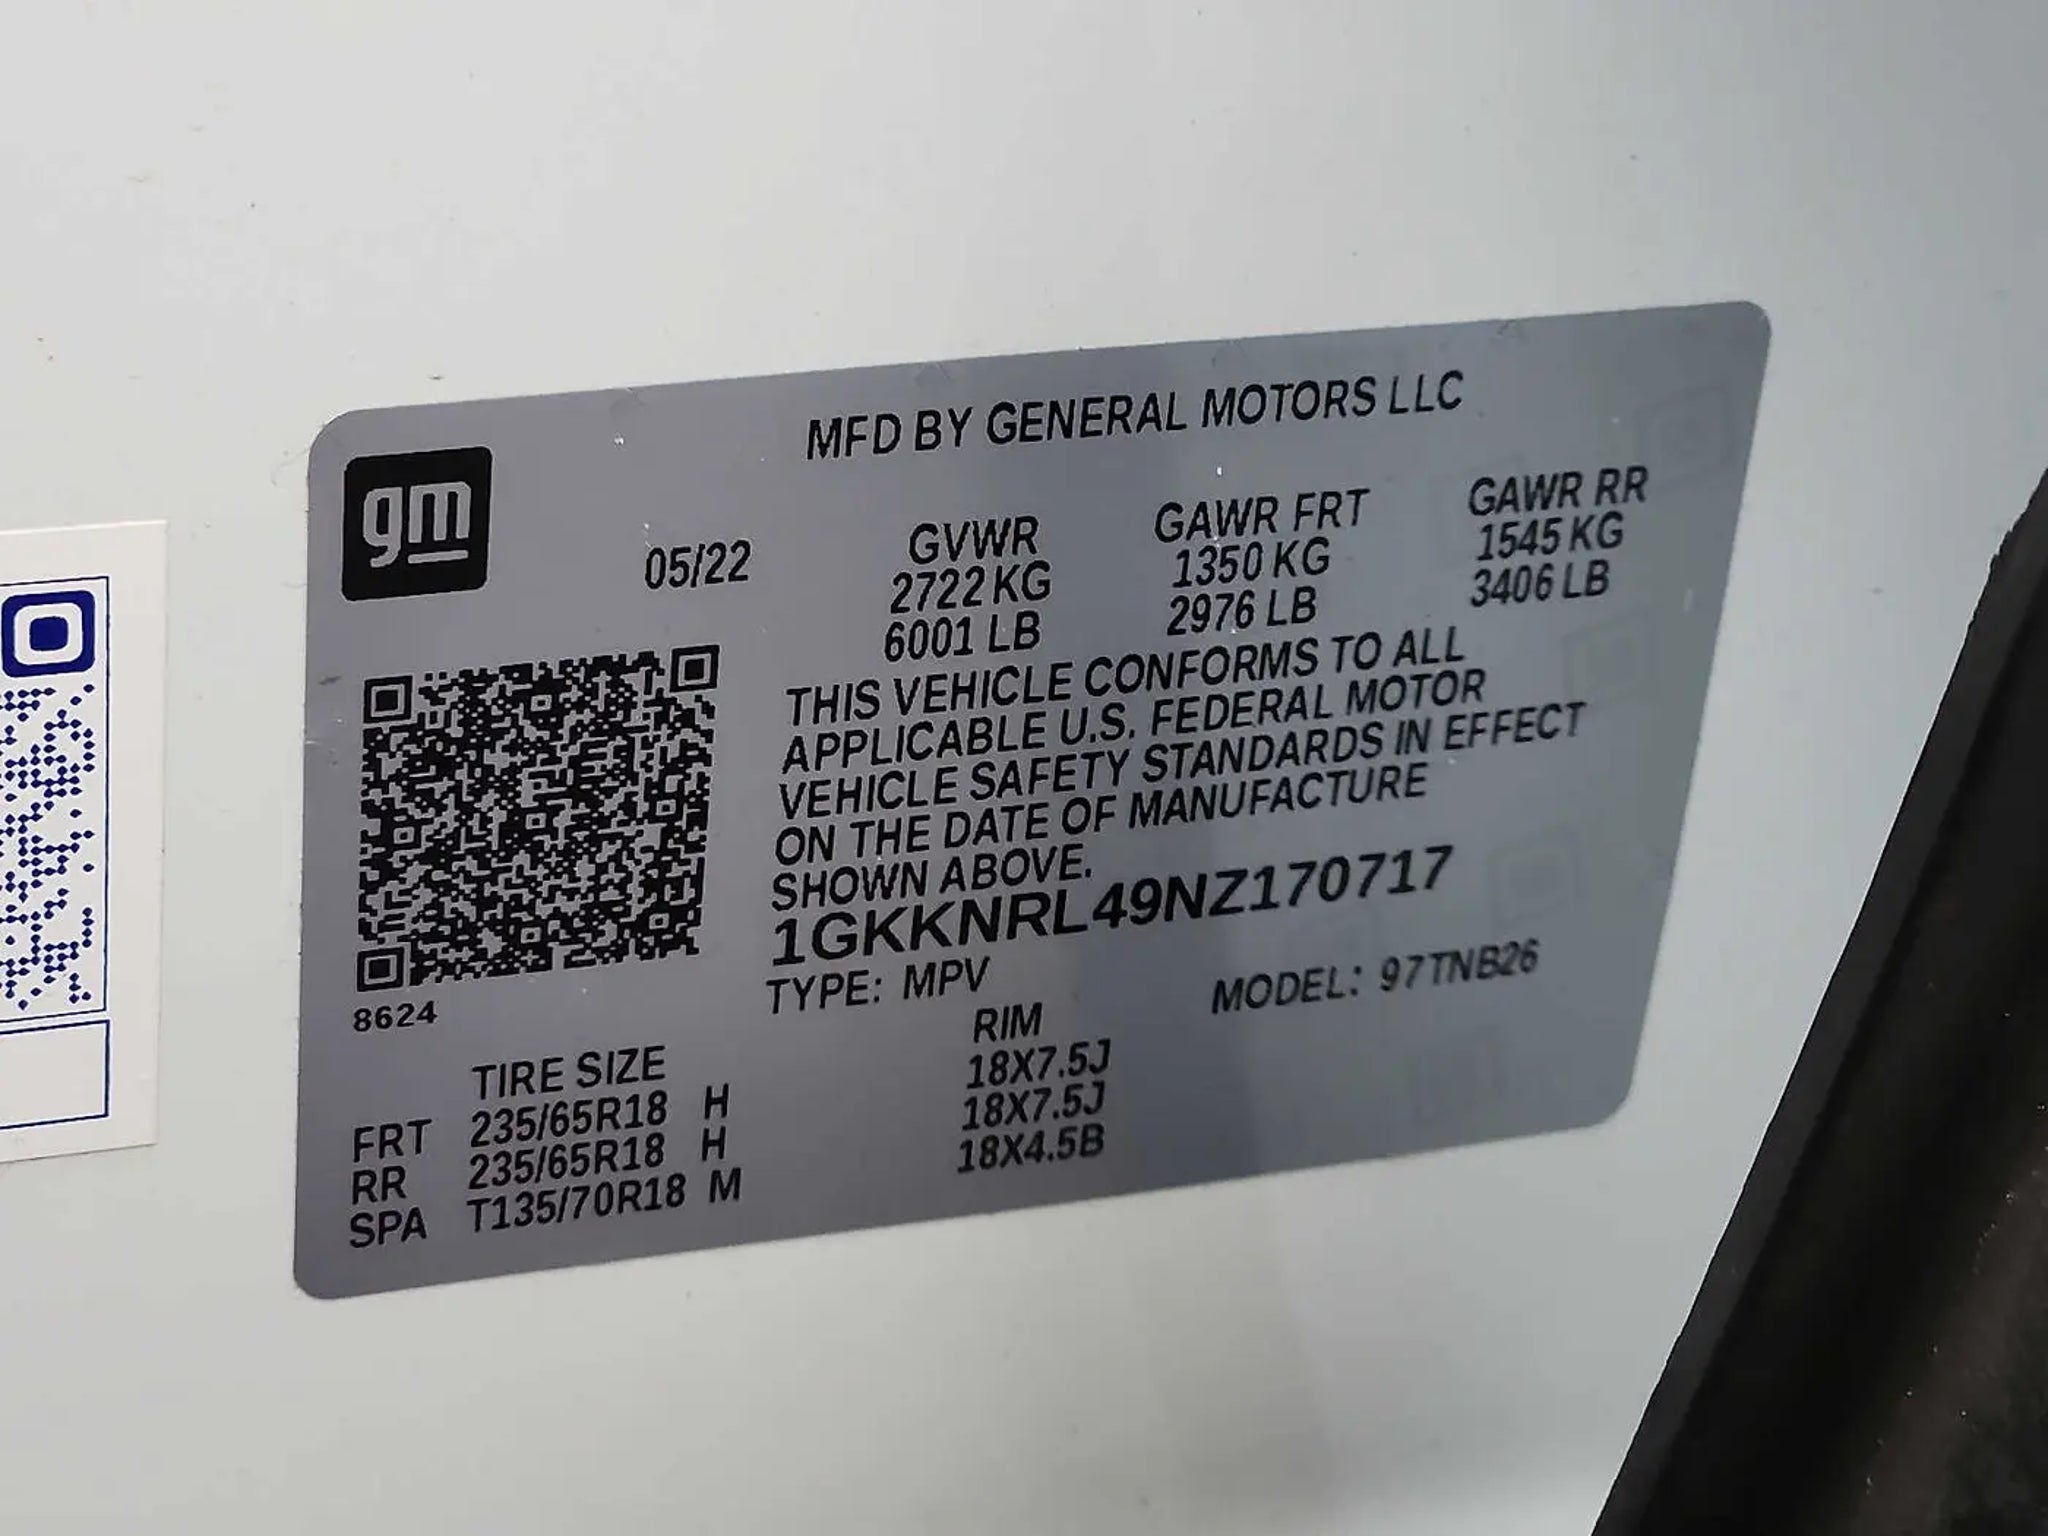 MFD BY GENERAL MOTORS LLC
gm
05/22
GVWR GAWR FRT GAWR RR
2722 KG 1350 KG 1545 KG
6001 LB 2976 LB 3406 LB
THIS VEHICLE CONFORMS TO ALL
APPLICABLE U.S. FEDERAL MOTOR
VEHICLE SAFETY STANDARDS IN EFFECT
ON THE DATE OF MANUFACTURE
SHOWN ABOVE.
1GKKNRL49NZ170717
TYPE: MPV MODEL: 97TNB26
8624
TIRE SIZE RIM
FRT 235/65R18 H 18X7.5J
RR 235/65R18 H 18X7.5J
SPA T135/70R18 M 18X4.5B